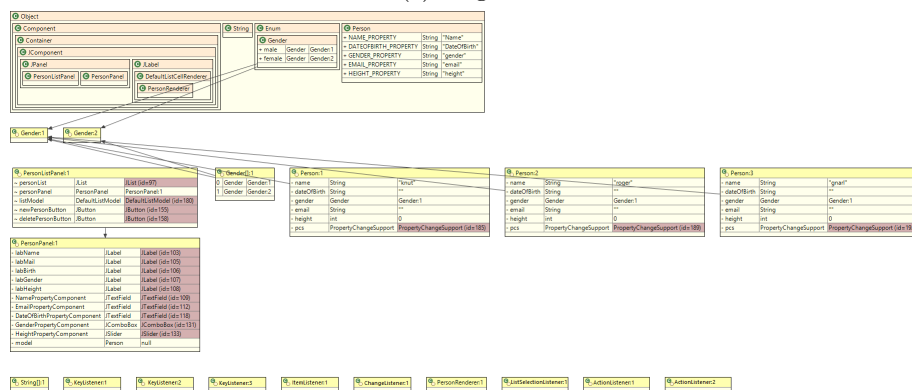 Object
Component
String
Enum
Person
Container
Gender
+ NAME_PROPERTY String "Name"
+ male Gender Gender:1
+ DATEOFBIRTH_PROPERTY String "DateOfBirth"
JComponent
+ female Gender Gender:2
+ GENDER_PROPERTY String "gender"
JPanel
JLabel
+ EMAIL_PROPERTY String "email"
PersonListPanel
PersonPanel
DefaultListCellRenderer
+ HEIGHT_PROPERTY String "height"
PersonRenderer
Gender:1
Gender:2
PersonListPanel:1
~ personList JList JList (id=97)
~ personPanel PersonPanel PersonPanel:1
~ listModel DefaultListModel DefaultListModel (id=180)
~ newPersonButton JButton JButton (id=155)
~ deletePersonButton JButton JButton (id=158)
Gender[]:1
0 Gender Gender:1
1 Gender Gender:2
Person:1
- name String "knut"
- dateOfBirth String ""
- gender Gender Gender:1
- email String ""
- height int 0
- pcs PropertyChangeSupport PropertyChangeSupport (id=185)
Person:2
- name String "roger"
- dateOfBirth String ""
- gender Gender Gender:1
- email String ""
- height int 0
- pcs PropertyChangeSupport PropertyChangeSupport (id=189)
Person:3
- name String "gnarl"
- dateOfBirth String ""
- gender Gender Gender:1
- email String ""
- height int 0
- pcs PropertyChangeSupport PropertyChangeSupport (id=19
PersonPanel:1
- labName JLabel JLabel (id=103)
- labMail JLabel JLabel (id=105)
- labBirth JLabel JLabel (id=106)
- labGender JLabel JLabel (id=107)
- labHeight JLabel JLabel (id=108)
- NamePropertyComponent JTextField JTextField (id=109)
- EmailPropertyComponent JTextField JTextField (id=112)
- DateOfBirthPropertyComponent JTextField JTextField (id=118)
- GenderPropertyComponent JComboBox JComboBox (id=131)
- HeightPropertyComponent JSlider JSlider (id=133)
- model Person null
String[]:1
KeyListener:1
KeyListener:2
KeyListener:3
ItemListener:1
ChangeListener:1
PersonRenderer:1
ListSelectionListener:1
ActionListener:1
ActionListener:2